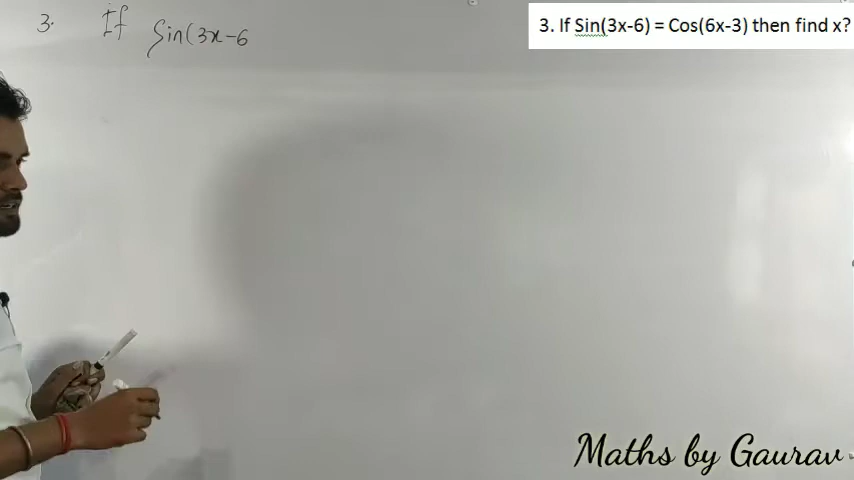 3. If Sin(3x-6
3. If Sin(3x-6) = Cos(6x-3) then find x?
Maths by Gaurav